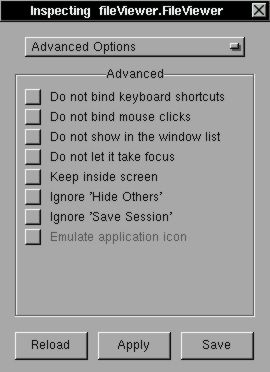 Inspecting fileViewer.FileViewer
Advanced Options
Advanced
Do not bind keyboard shortcuts
Do not bind mouse clicks
Do not show in the window list
Do not let it take focus
Keep inside screen
Ignore 'Hide Others'
Ignore 'Save Session'
Emulate application icon
Reload Apply Save